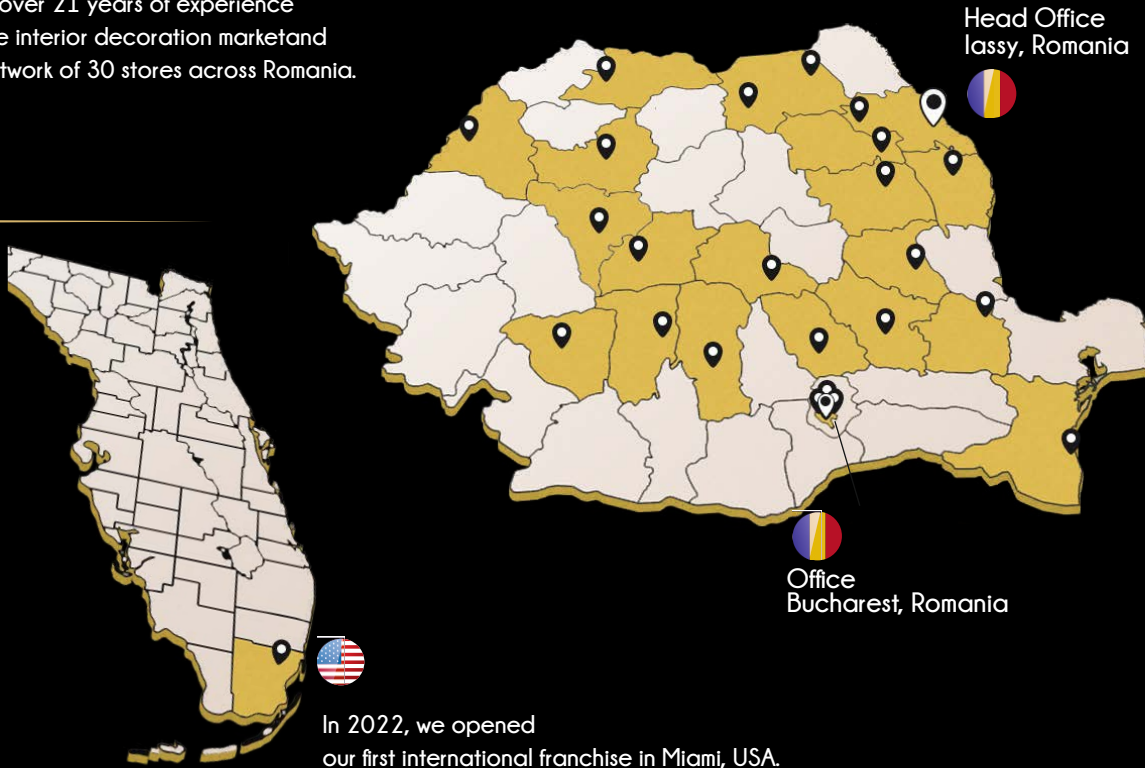 over 21 years of experience
e interior decoration marketand
twork of 30 stores across Romania.
Head Office
Iassy, Romania
Office
Bucharest, Romania
In 2022, we opened
our first international franchise in Miami, USA.